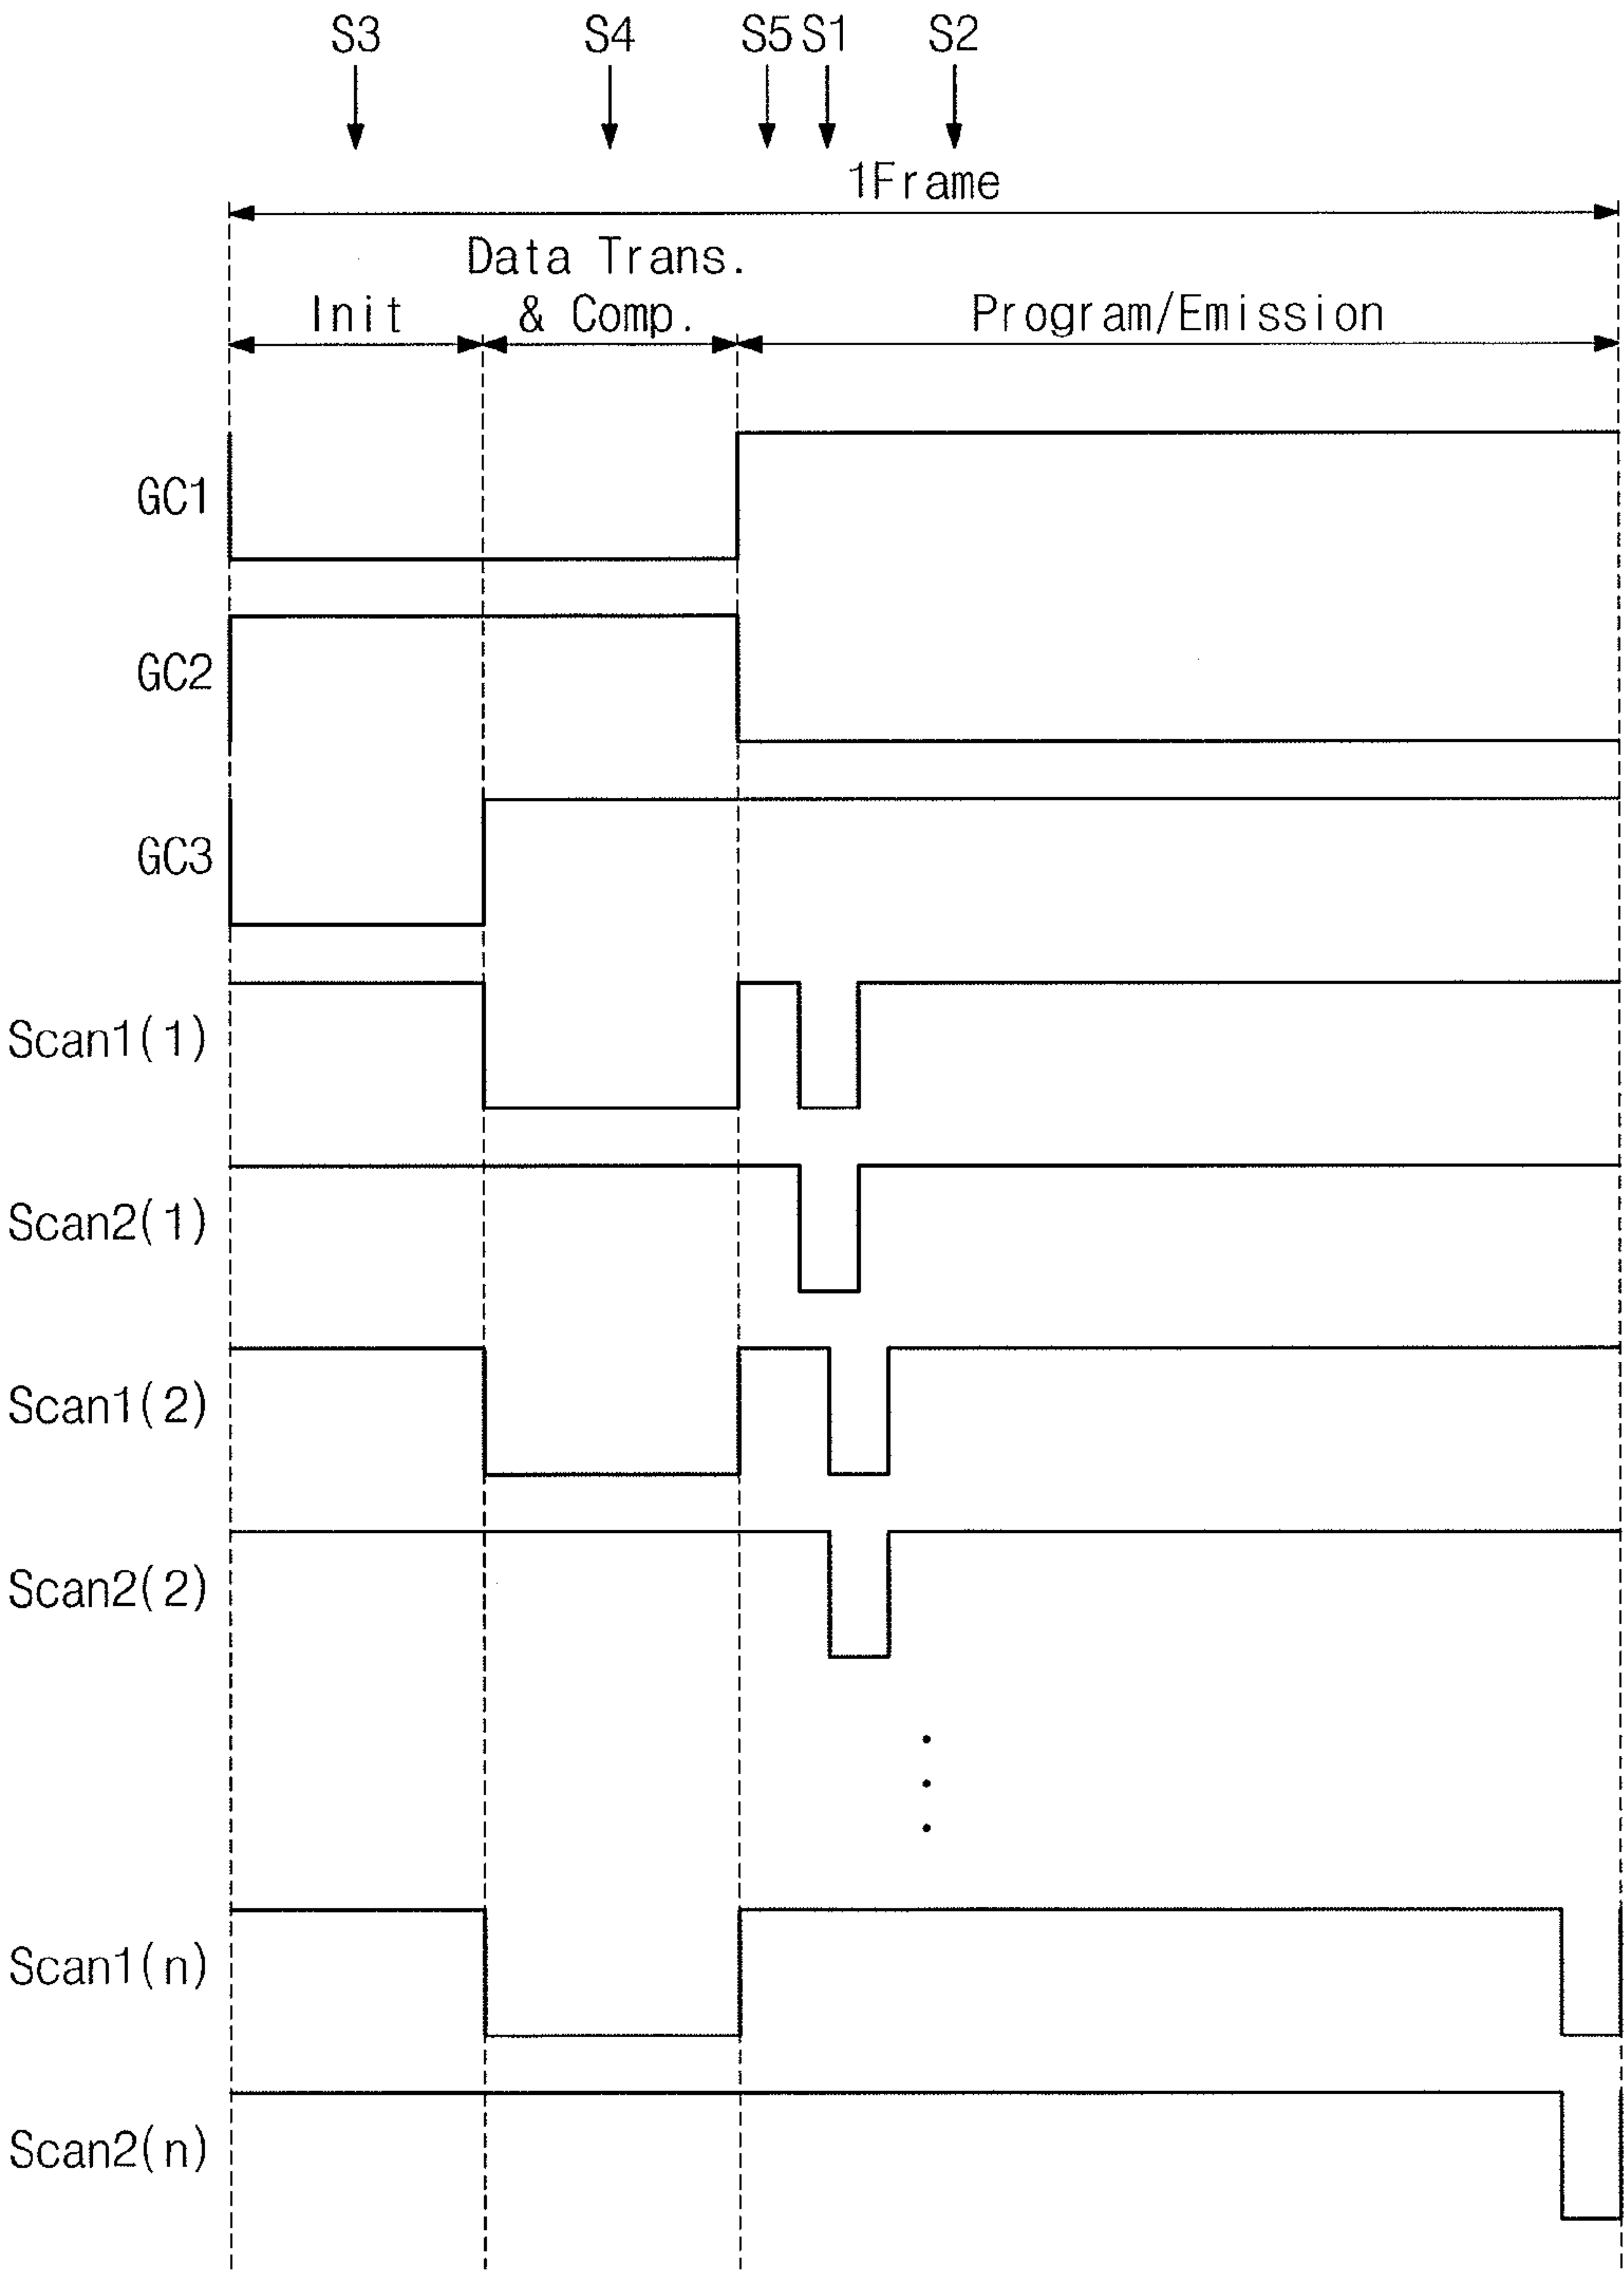 S3 S4 S5 S1 S2
1Frame
Data Trans.
Init & Comp. Program/Emission
GC1
GC2
GC3
Scan1(1)
Scan2(1)
Scan1(2)
Scan2(2)
Scan1(n)
Scan2(n)